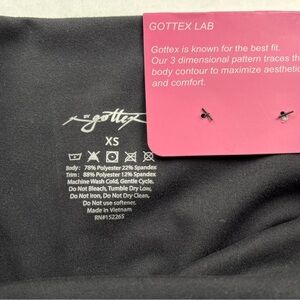 GOTTEX LAB
Gottex is known for the best fit.
Our 3 dimensional pattern traces th
body contour to maximize aesthetic
and comfort.
gottex
XS
Body: 78% Polyester 22% Spandex
Trim: 88% Polyester 12% Spandex
Machine Wash Cold, Gentle Cycle,
Do Not Bleach, Tumble Dry Low,
Do Not Iron, Do Not Dry Clean,
Do Not use softener.
Made in Vietnam
RN#152265